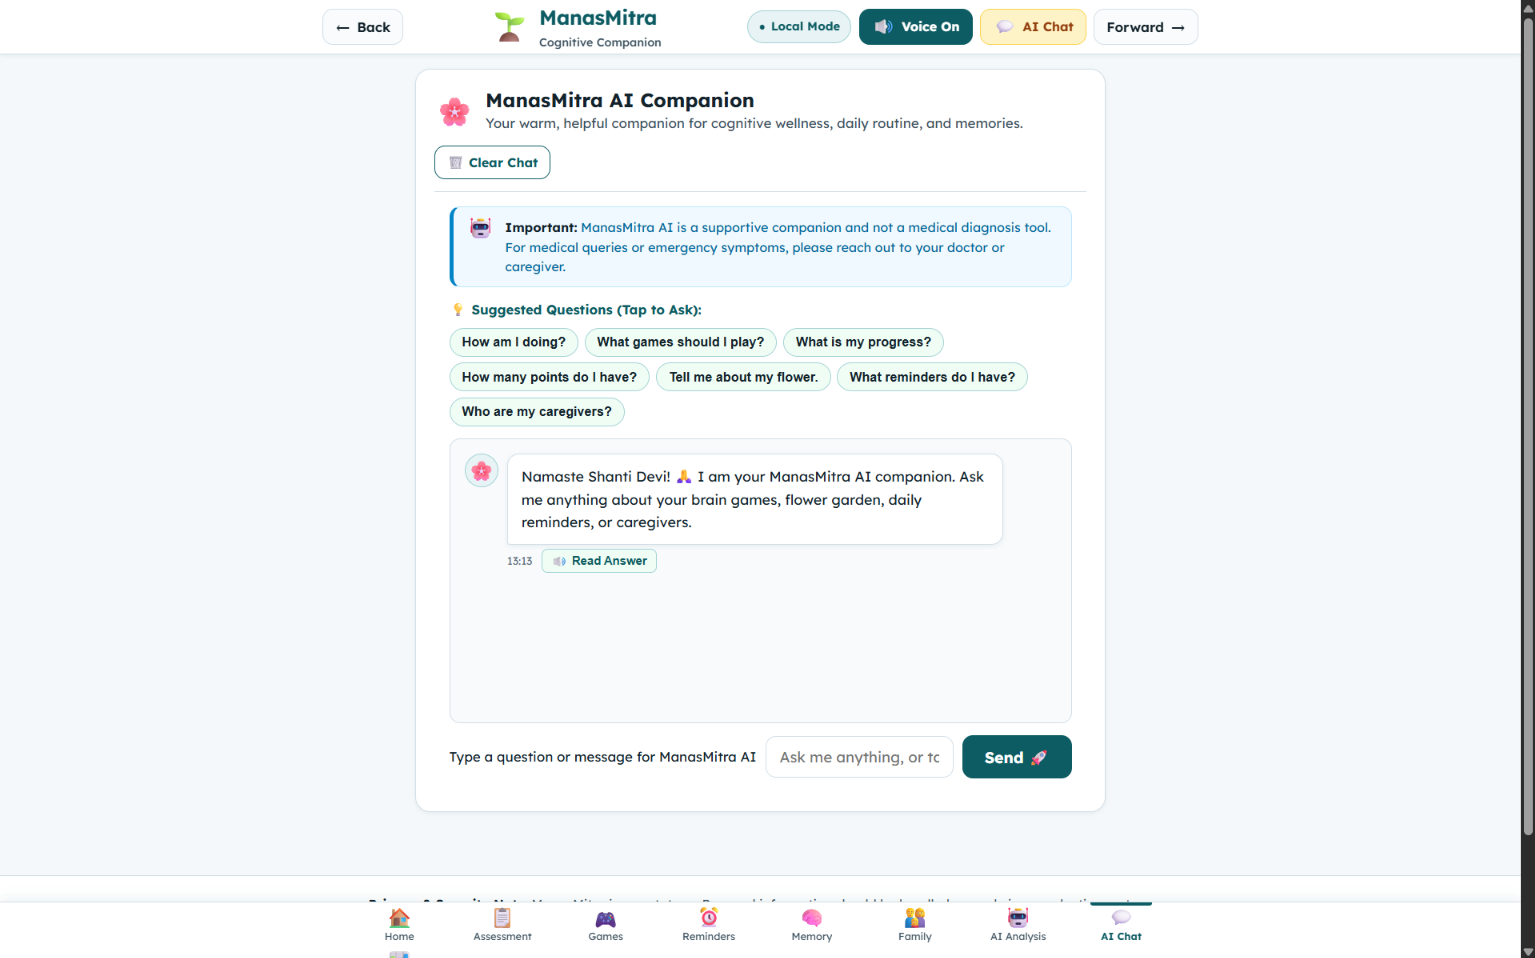 ← Back
ManasMitra
Cognitive Companion
• Local Mode
Voice On
AI Chat
Forward →
ManasMitra AI Companion
Your warm, helpful companion for cognitive wellness, daily routine, and memories.
Clear Chat
Important: ManasMitra AI is a supportive companion and not a medical diagnosis tool.
For medical queries or emergency symptoms, please reach out to your doctor or
caregiver.
Suggested Questions (Tap to Ask):
How am I doing?
What games should I play?
What is my progress?
How many points do I have?
Tell me about my flower.
What reminders do I have?
Who are my caregivers?
Namaste Shanti Devi! 🙏 I am your ManasMitra AI companion. Ask
me anything about your brain games, flower garden, daily
reminders, or caregivers.
13:13
Read Answer
Type a question or message for ManasMitra AI
Ask me anything, or to
Send
Home
Assessment
Games
Reminders
Memory
Family
AI Analysis
AI Chat